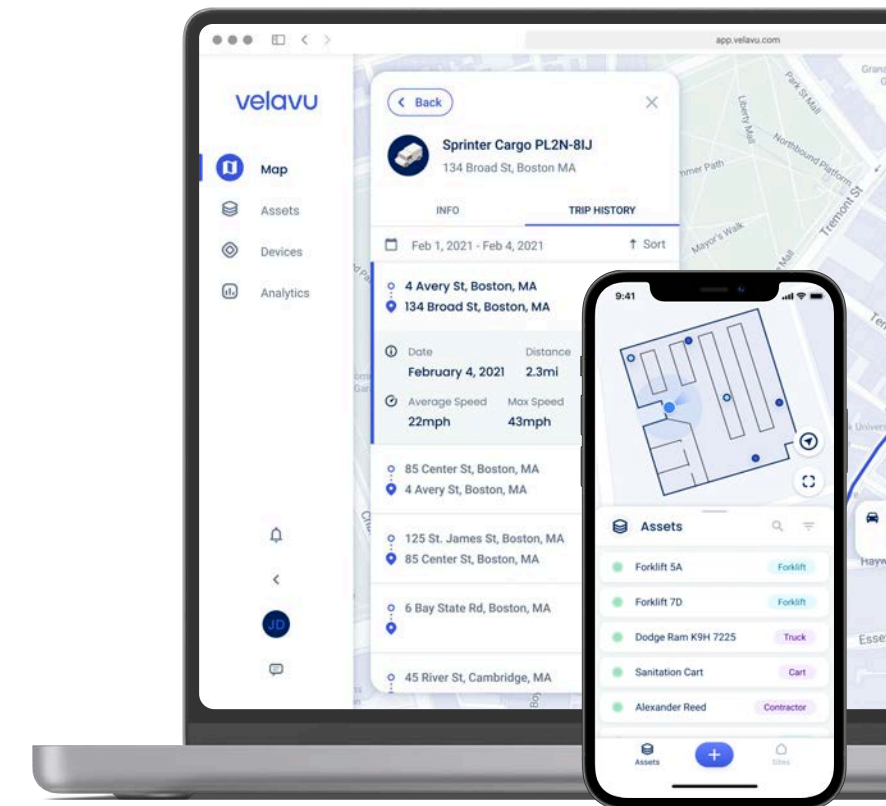 app.velavu.com
velavu
Map
Assets
Devices
Analytics
JD
Back
Sprinter Cargo PL2N-8IJ
134 Broad St, Boston MA
INFO
TRIP HISTORY
Feb 1, 2021 - Feb 4, 2021
Sort
4 Avery St, Boston, MA
134 Broad St, Boston, MA
Date
Distance
February 4, 2021
2.3mi
Average Speed
Max Speed
22mph
43mph
85 Center St, Boston, MA
4 Avery St, Boston, MA
125 St. James St, Boston, MA
85 Center St, Boston, MA
6 Bay State Rd, Boston, MA
45 River St, Cambridge, MA
Park St Mall
Liberty Mall
Northbound Platform
Mayor's Walk
Tremont St
Mall
Path
9:41
Assets
Forklift 5A
Forklift
Forklift 7D
Forklift
Dodge Ram K9H 7225
Truck
Sanitation Cart
Cart
Alexander Reed
Contractor
Assets
+
Sites